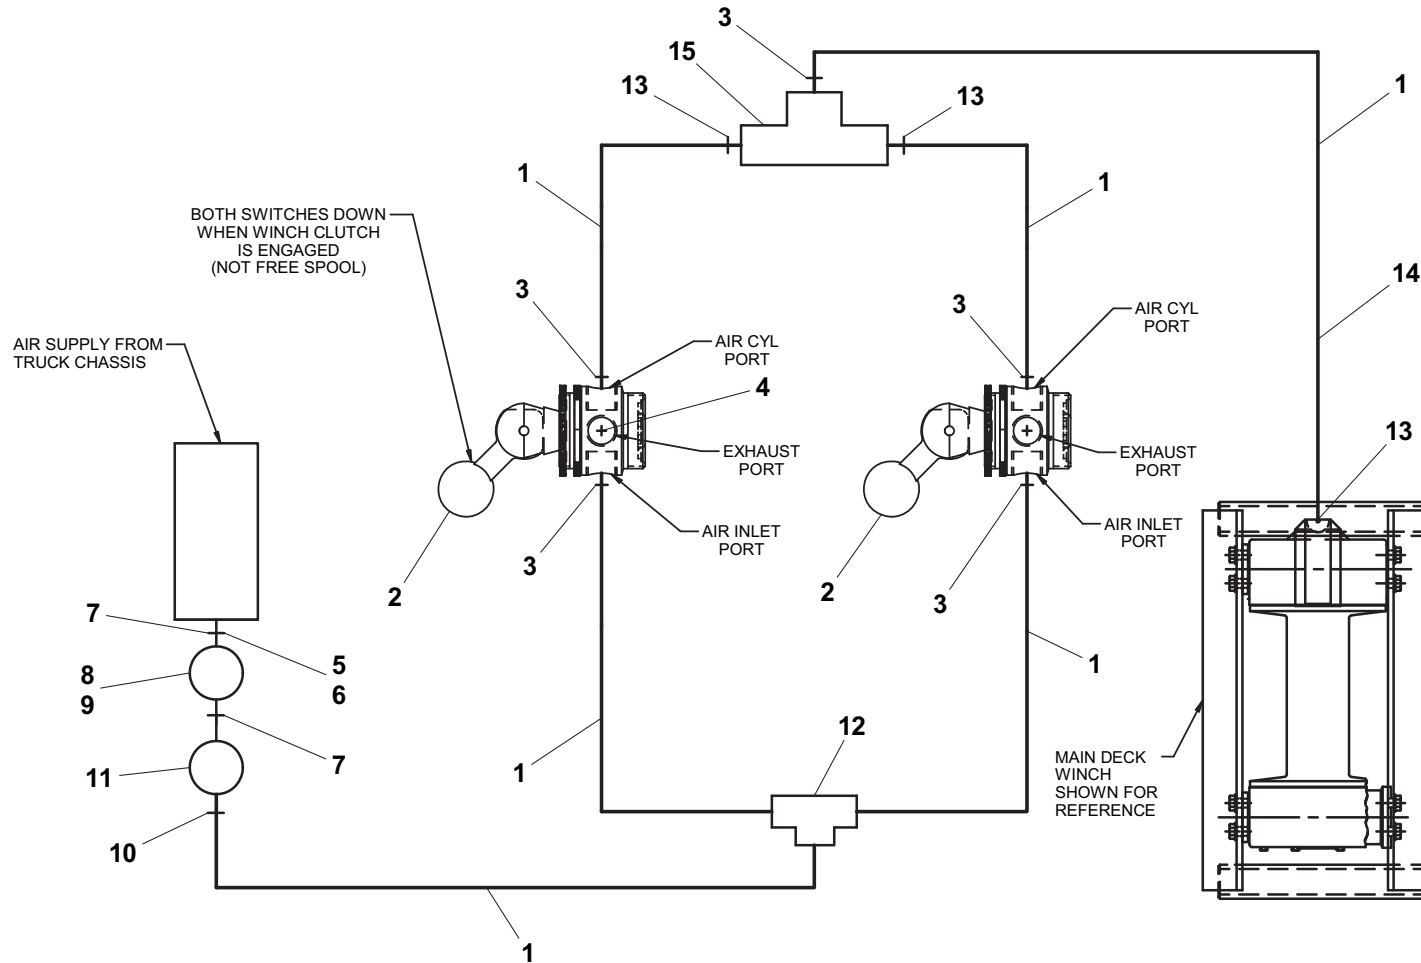 3
15
13
13
1
1
1
BOTH SWITCHES DOWN
WHEN WINCH CLUTCH
IS ENGAGED
(NOT FREE SPOOL)
14
3
3
AIR CYL
PORT
AIR SUPPLY FROM
TRUCK CHASSIS
AIR CYL
PORT
4
13
EXHAUST
PORT
EXHAUST
PORT
AIR INLET
PORT
AIR INLET
PORT
3
2
2
3
7
5
6
8
9
1
12
11
7
1
MAIN DECK
WINCH
SHOWN FOR
REFERENCE
10
1